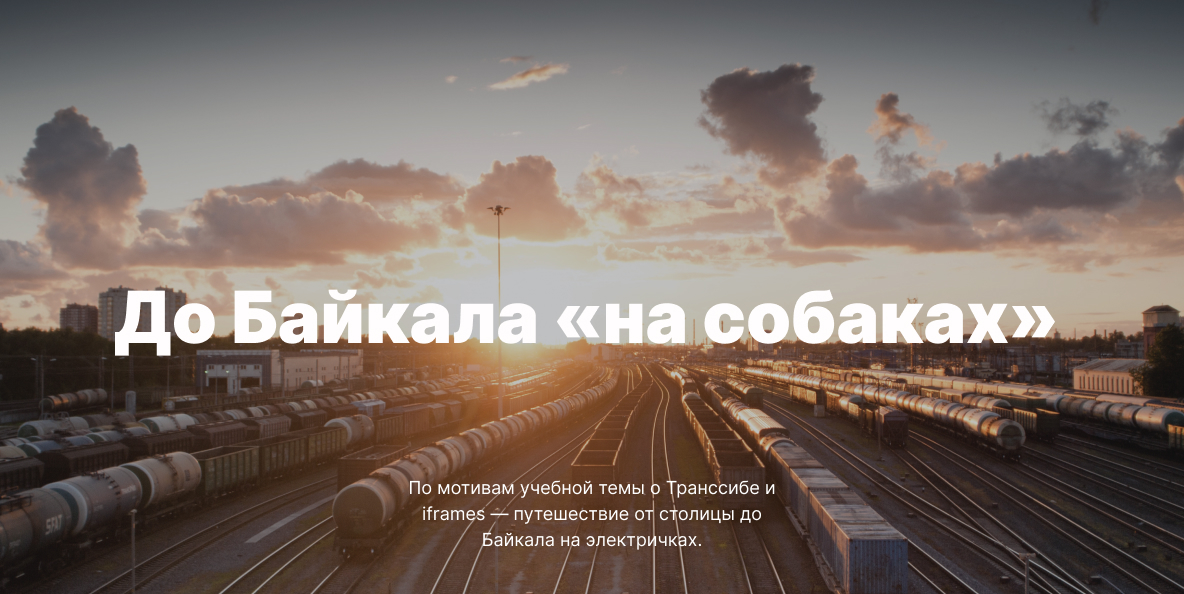 До Байкала «на собаках»
По мотивам учебной темы о Транссибе и
iframes — путешествие от столицы до
Байкала на электричках.